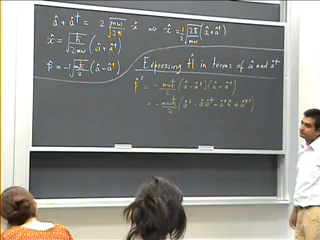 â + â† = 2 √(mω/2ħ) x̂ ⇒ x̂ = 1/2 √(2ħ/mω) (â + â†)
x̂ = √(ħ/2mω) (â + â†)
p̂ = -i √(mωħ/2) (â - â†)
Expressing Ĥ in terms of â and â†
p̂² = - mωħ/2 (â - â†)(â - â†)
= - mωħ/2 (â² - ââ† - â†â + â†²)